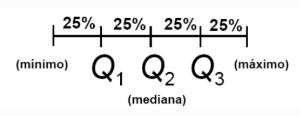 25% 25% 25% 25%
(mínimo) Q1 Q2 Q3 (máximo)
(mediana)